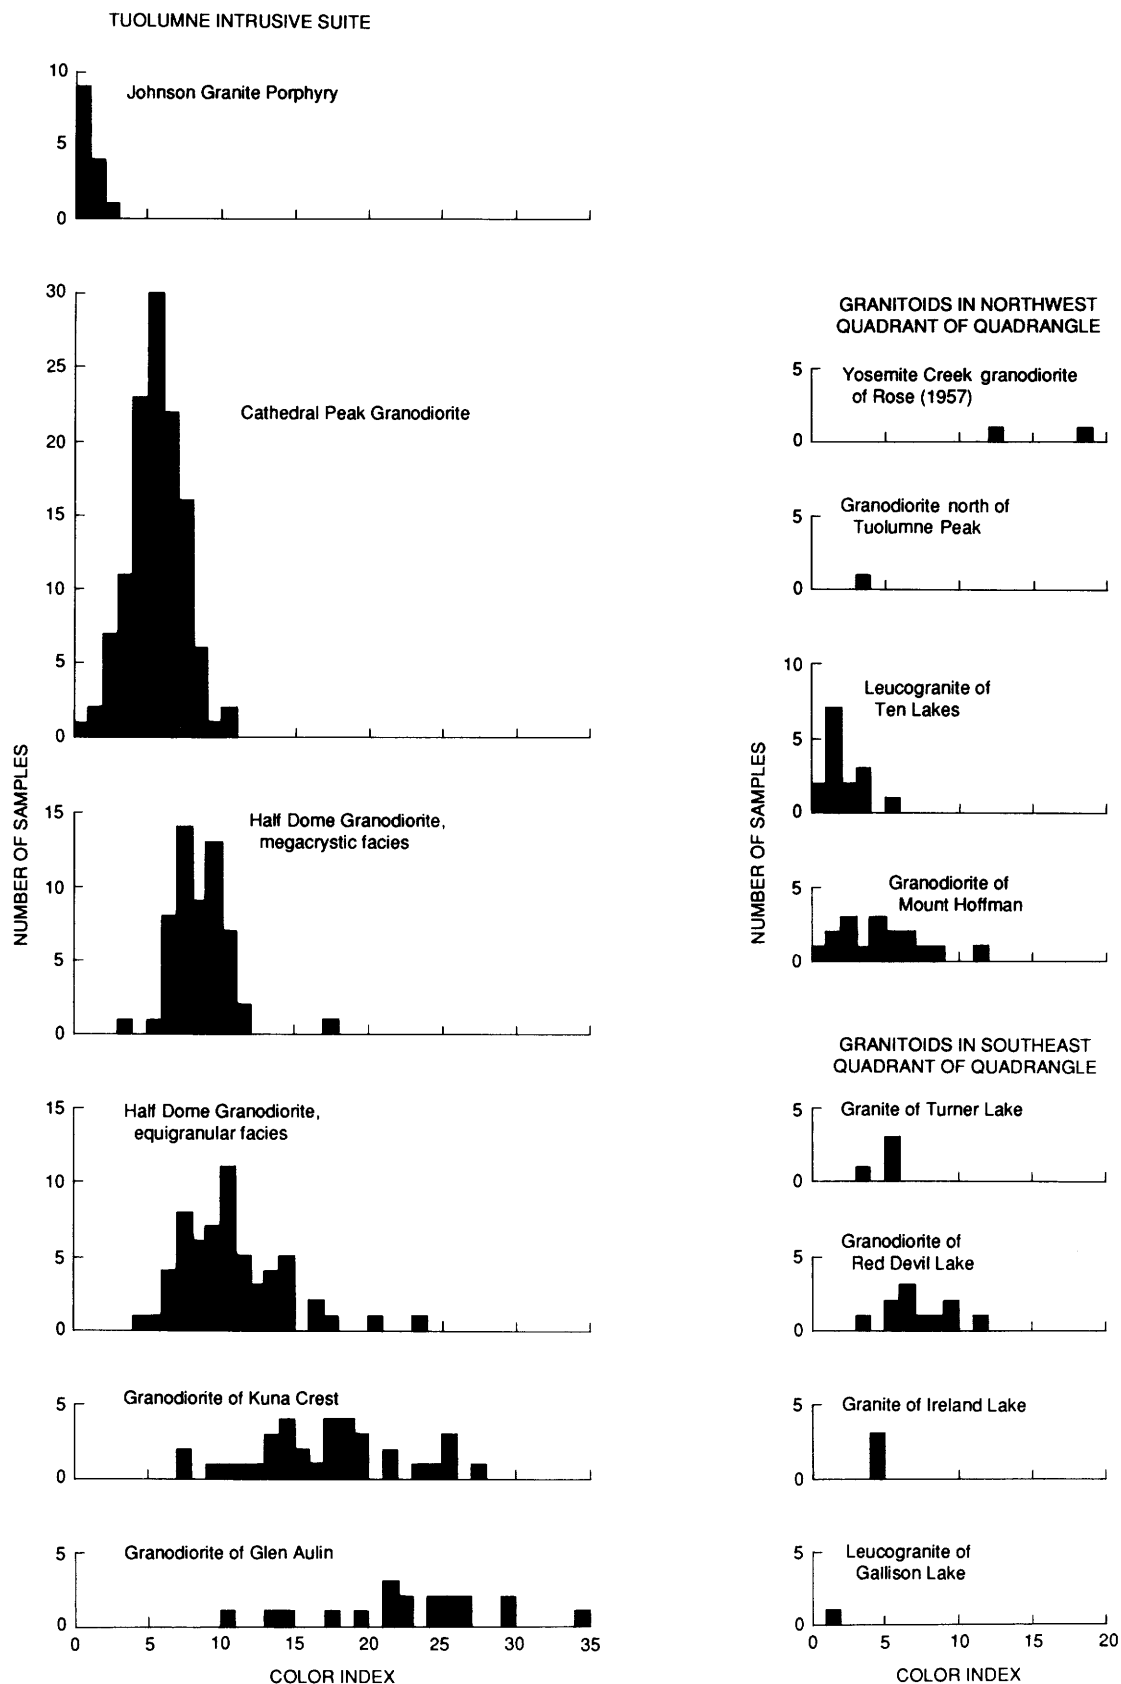 TUOLUMNE INTRUSIVE SUITE
10
Johnson Granite Porphyry
5
0
30
25
Cathedral Peak Granodiorite
20
15
10
5
0
15
Half Dome Granodiorite,
megacrystic facies
10
5
0
15
Half Dome Granodiorite,
equigranular facies
10
5
0
Granodiorite of Kuna Crest
5
0
5
Granodiorite of Glen Aulin
0
0 5 10 15 20 25 30 35
COLOR INDEX
NUMBER OF SAMPLES
GRANITOIDS IN NORTHWEST
QUADRANT OF QUADRANGLE
5
Yosemite Creek granodiorite
of Rose (1957)
0
Granodiorite north of
5
Tuolumne Peak
0
10
Leucogranite of
Ten Lakes
5
0
Granodiorite of
5
Mount Hoffman
0
NUMBER OF SAMPLES
GRANITOIDS IN SOUTHEAST
QUADRANT OF QUADRANGLE
5
Granite of Turner Lake
0
Granodiorite of
5
Red Devil Lake
0
5
Granite of Ireland Lake
0
5
Leucogranite of
Gallison Lake
0
0 5 10 15 20
COLOR INDEX